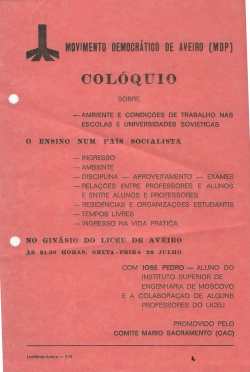 MOVIMENTO DEMOCRÁTICO DE AVEIRO (MDP)
COLÓQUIO
SOBRE
— AMBIENTE E CONDIÇÕES DE TRABALHO NAS
ESCOLAS E UNIVERSIDADES SOVIÉTICAS
O ENSINO NUM PAÍS SOCIALISTA
— INGRESSO
— AMBIENTE
— DISCIPLINA — APROVEITAMENTO — EXAMES
— RELAÇÕES ENTRE PROFESSORES E ALUNOS
E ENTRE ALUNOS E PROFESSORES
— RESIDÊNCIAS E ORGANIZAÇÕES ESTUDANTIS
— TEMPOS LIVRES
— INGRESSO NA VIDA PRÁTICA
NO GINÁSIO DO LICEU DE AVEIRO
ÀS 21,30 HORAS, SEXTA-FEIRA 26 JULHO
COM JOSÉ PEDRO — ALUNO DO
INSTITUTO SUPERIOR DE
ENGENHARIA DE MOSCOVO
E A COLABORAÇÃO DE ALGUNS
PROFESSORES DO LICEU
PROMOVIDO PELO
COMITÉ MÁRIO SACRAMENTO (CAC)